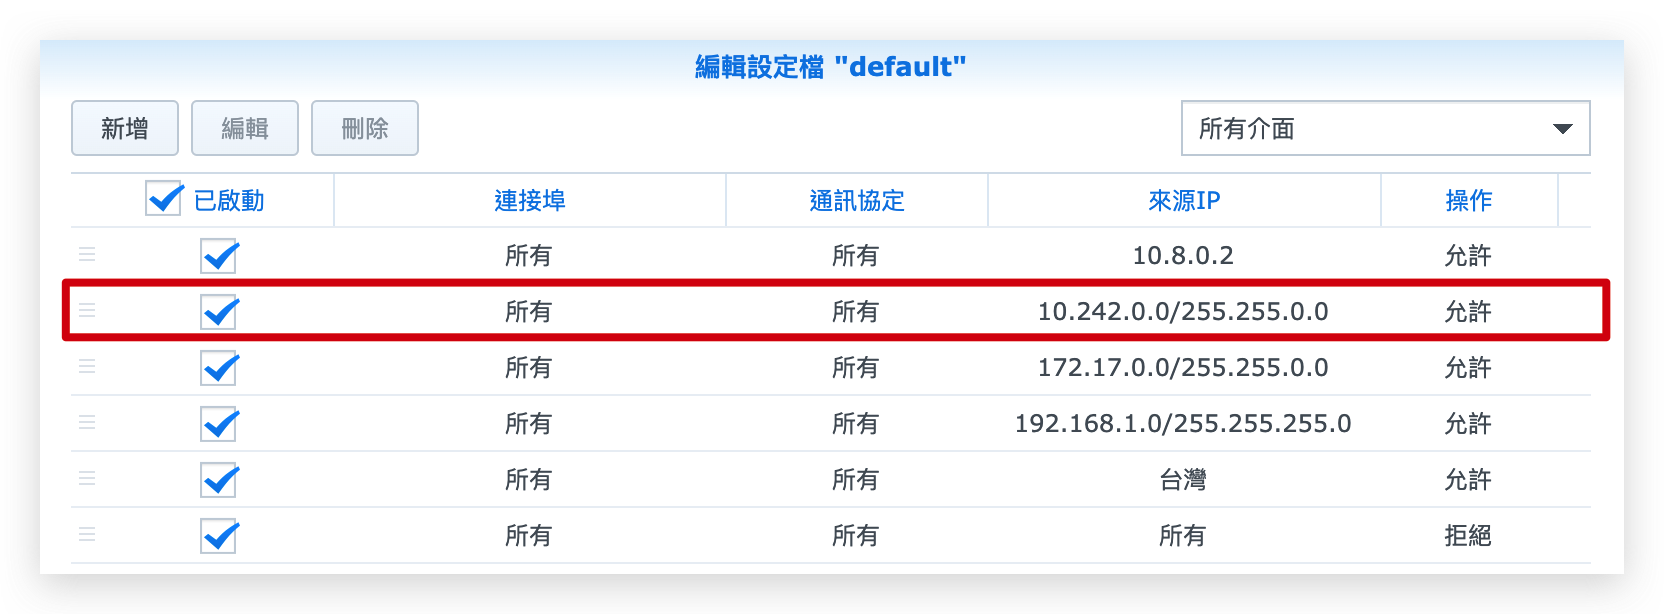 編輯設定檔 "default"
新增 編輯 刪除 所有介面
已啟動 連接埠 通訊協定 來源IP 操作
所有 所有 10.8.0.2 允許
所有 所有 10.242.0.0/255.255.0.0 允許
所有 所有 172.17.0.0/255.255.0.0 允許
所有 所有 192.168.1.0/255.255.255.0 允許
所有 所有 台灣 允許
所有 所有 所有 拒絕